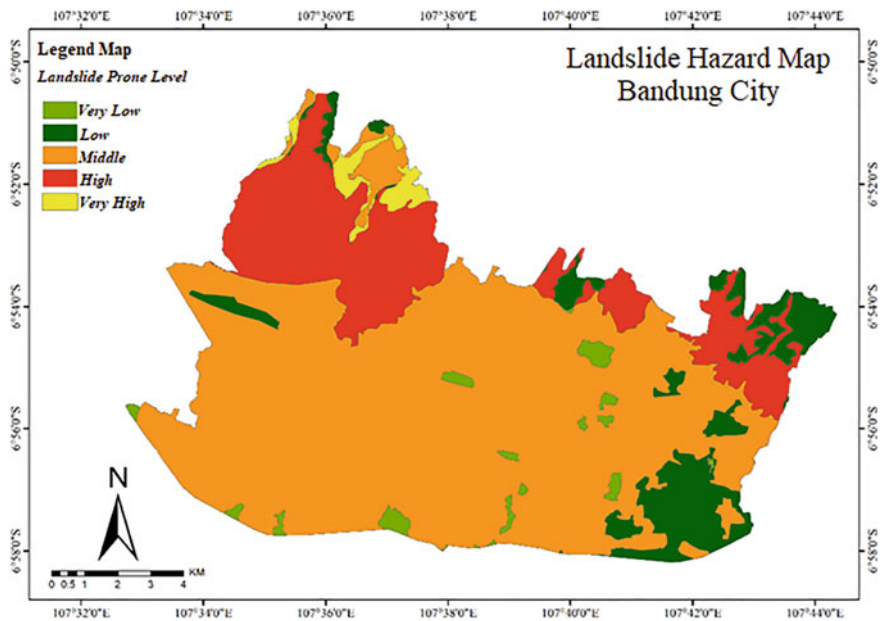 107°32'0"E 107°34'0"E 107°36'0"E 107°38'0"E 107°40'0"E 107°42'0"E 107°44'0"E
Legend Map
Landslide Prone Level
Very Low
Low
Middle
High
Very High
Landslide Hazard Map
Bandung City
6°50'0"S 6°50'0"S
6°52'0"S 6°52'0"S
6°54'0"S 6°54'0"S
6°56'0"S 6°56'0"S
6°58'0"S 6°58'0"S
N
0 0.5 1 2 3 4 KM
107°32'0"E 107°34'0"E 107°36'0"E 107°38'0"E 107°40'0"E 107°42'0"E 107°44'0"E